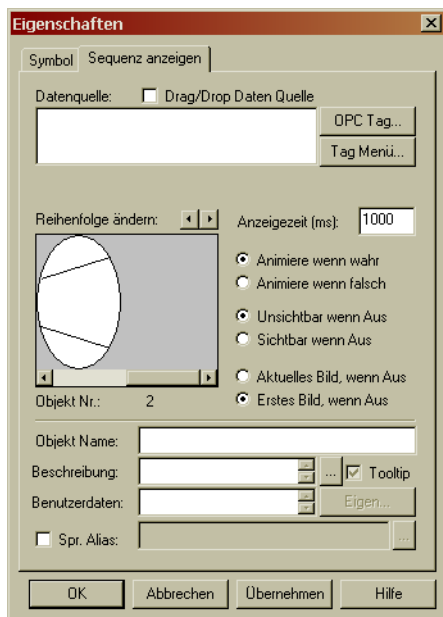 Eigenschaften
Symbol Sequenz anzeigen
Datenquelle: Drag/Drop Daten Quelle
OPC Tag...
Tag Menü...
Reihenfolge ändern: Anzeigezeit (ms): 1000
Animiere wenn wahr
Animiere wenn falsch
Unsichtbar wenn Aus
Sichtbar wenn Aus
Aktuelles Bild, wenn Aus
Objekt Nr.: 2 Erstes Bild, wenn Aus
Objekt Name:
Beschreibung: ... Tooltip
Benutzerdaten: Eigen...
Spr. Alias: ...
OK Abbrechen Übernehmen Hilfe